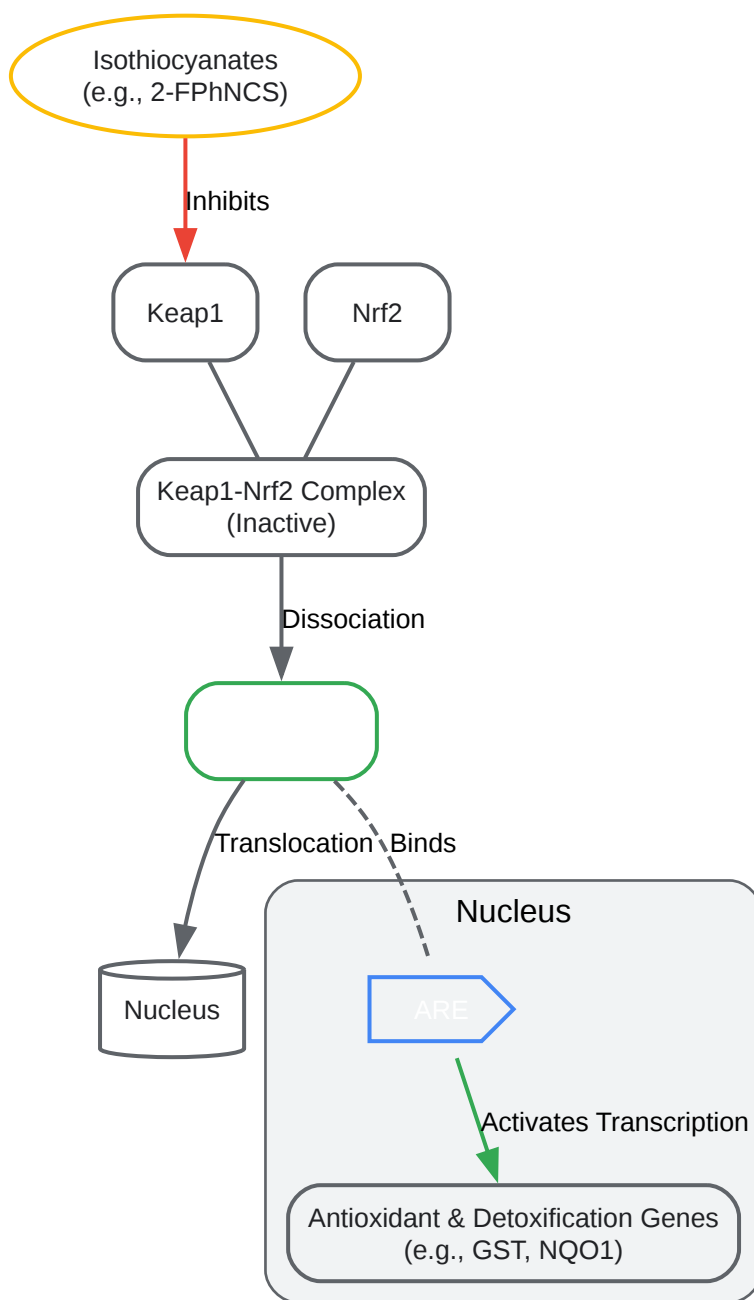 Isothiocyanates
(e.g., 2-FPhNCS)
Inhibits
Keap1
Nrf2
Keap1-Nrf2 Complex
(Inactive)
Dissociation
Translocation
Binds
Nucleus
Nucleus
ARE
Activates Transcription
Antioxidant & Detoxification Genes
(e.g., GST, NQO1)